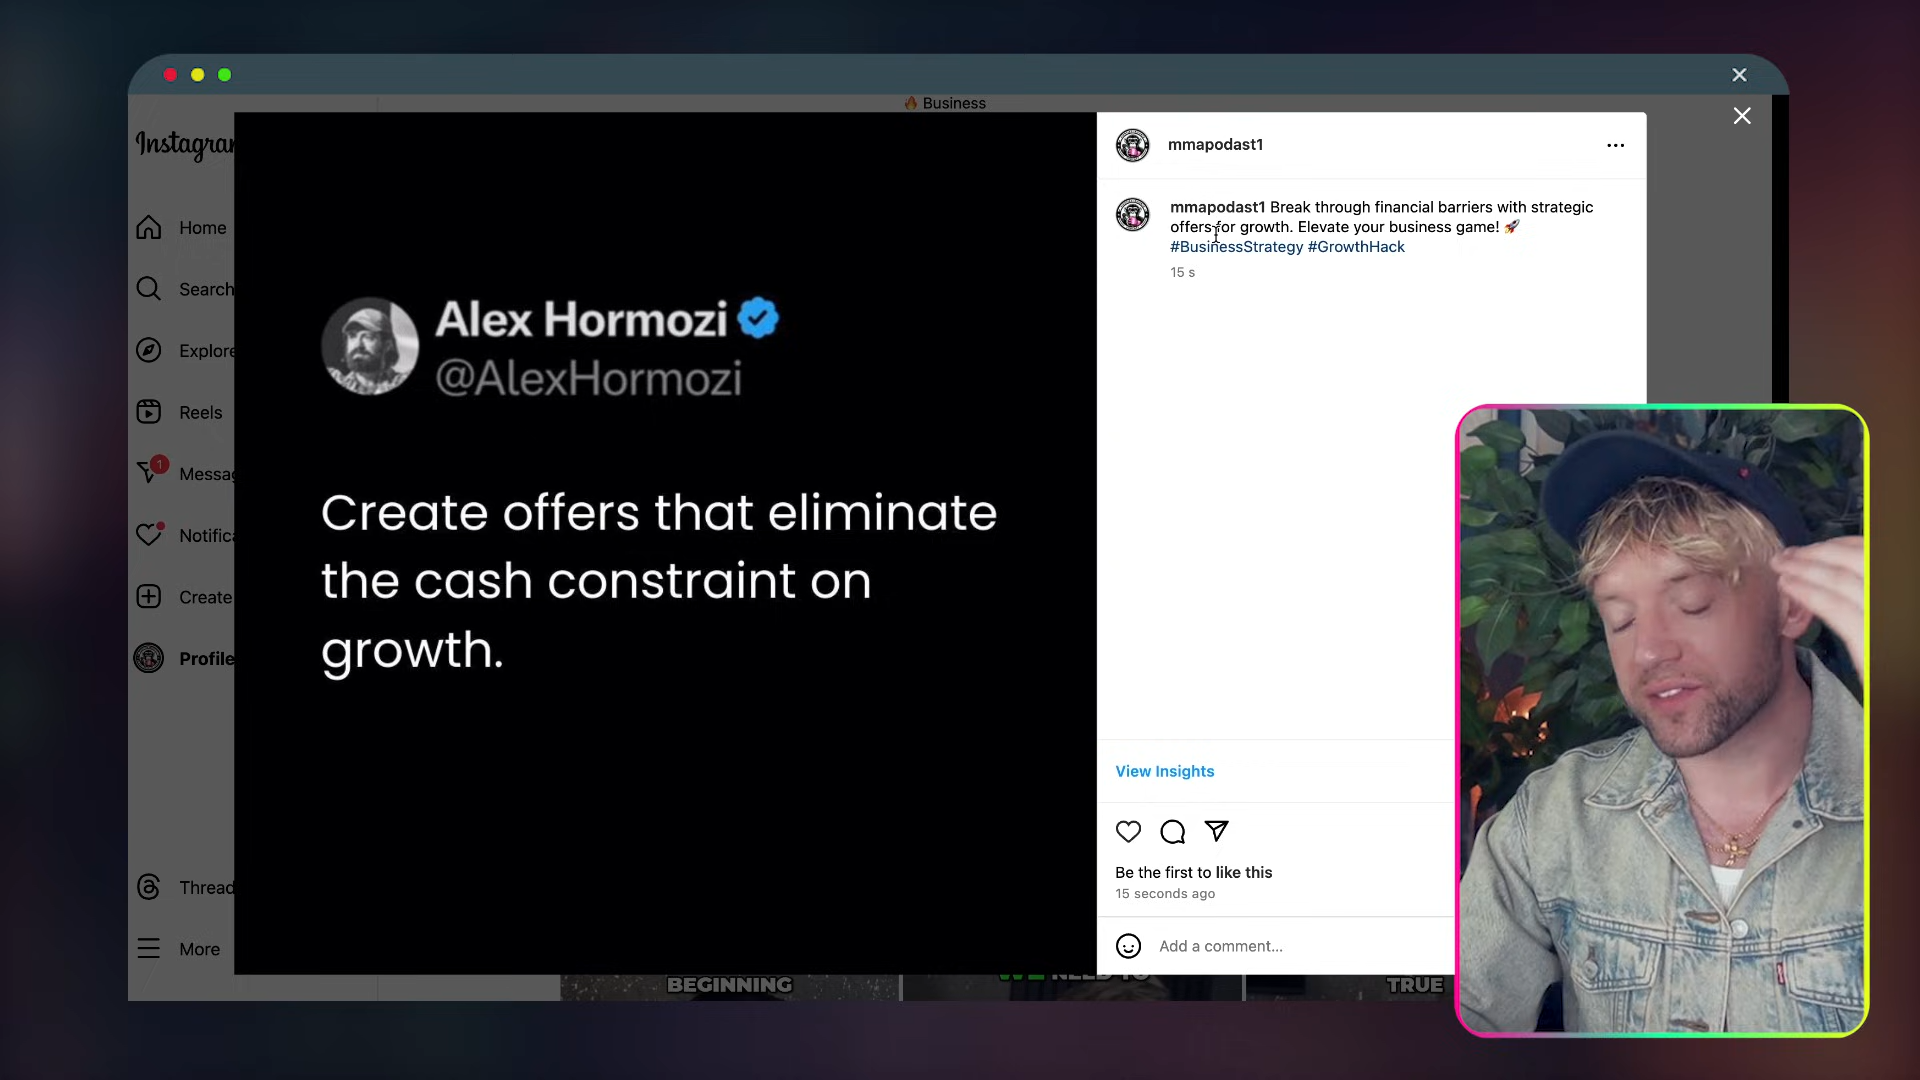 🔥 Business
Instagram
Home
Search
Explore
Reels
1
Messag
Notifica
Create
Profile
Thread
More
Alex Hormozi
@AlexHormozi
Create offers that eliminate
the cash constraint on
growth.
mmapodast1
mmapodast1 Break through financial barriers with strategic
offers for growth. Elevate your business game! 🚀
#BusinessStrategy #GrowthHack
15 s
View Insights
Be the first to like this
15 seconds ago
Add a comment...
BEGINNING
WE NEED TO
TRUE